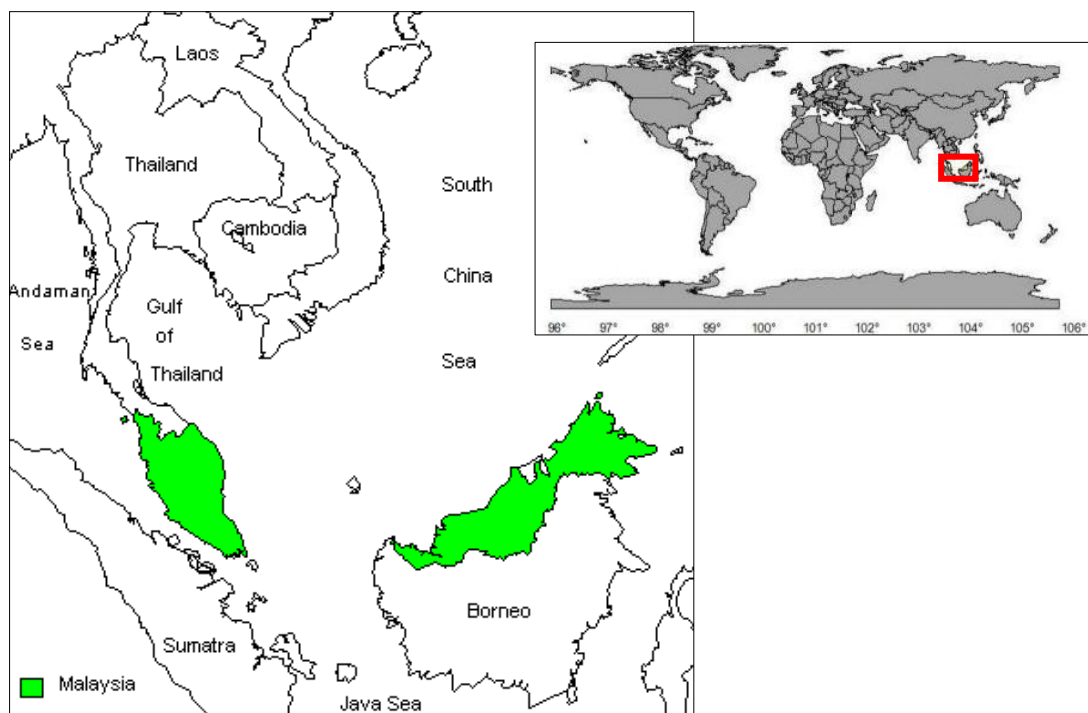 Laos
Thailand
South
Cambodia
China
Andaman
Gulf
of
Sea
Thailand
Sea
Borneo
Sumatra
Malaysia
Java Sea
96° 97° 98° 99° 100° 101° 102° 103° 104° 105° 106°